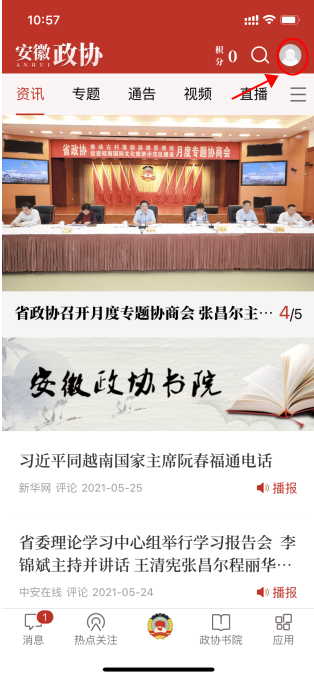 10:57
安徽政协
ANHUI
积分 0
资讯 专题 通告 视频 直播
省政协 月度专题协商会
省政协召开月度专题协商会 张昌尔主… 4/5
安徽政协书院
习近平同越南国家主席阮春福通电话
新华网 评论 2021-05-25 播报
省委理论学习中心组举行学习报告会 李
锦斌主持并讲话 王清宪张昌尔程丽华…
中安在线 评论 2021-05-24 播报
1
消息 热点关注 政协书院 应用